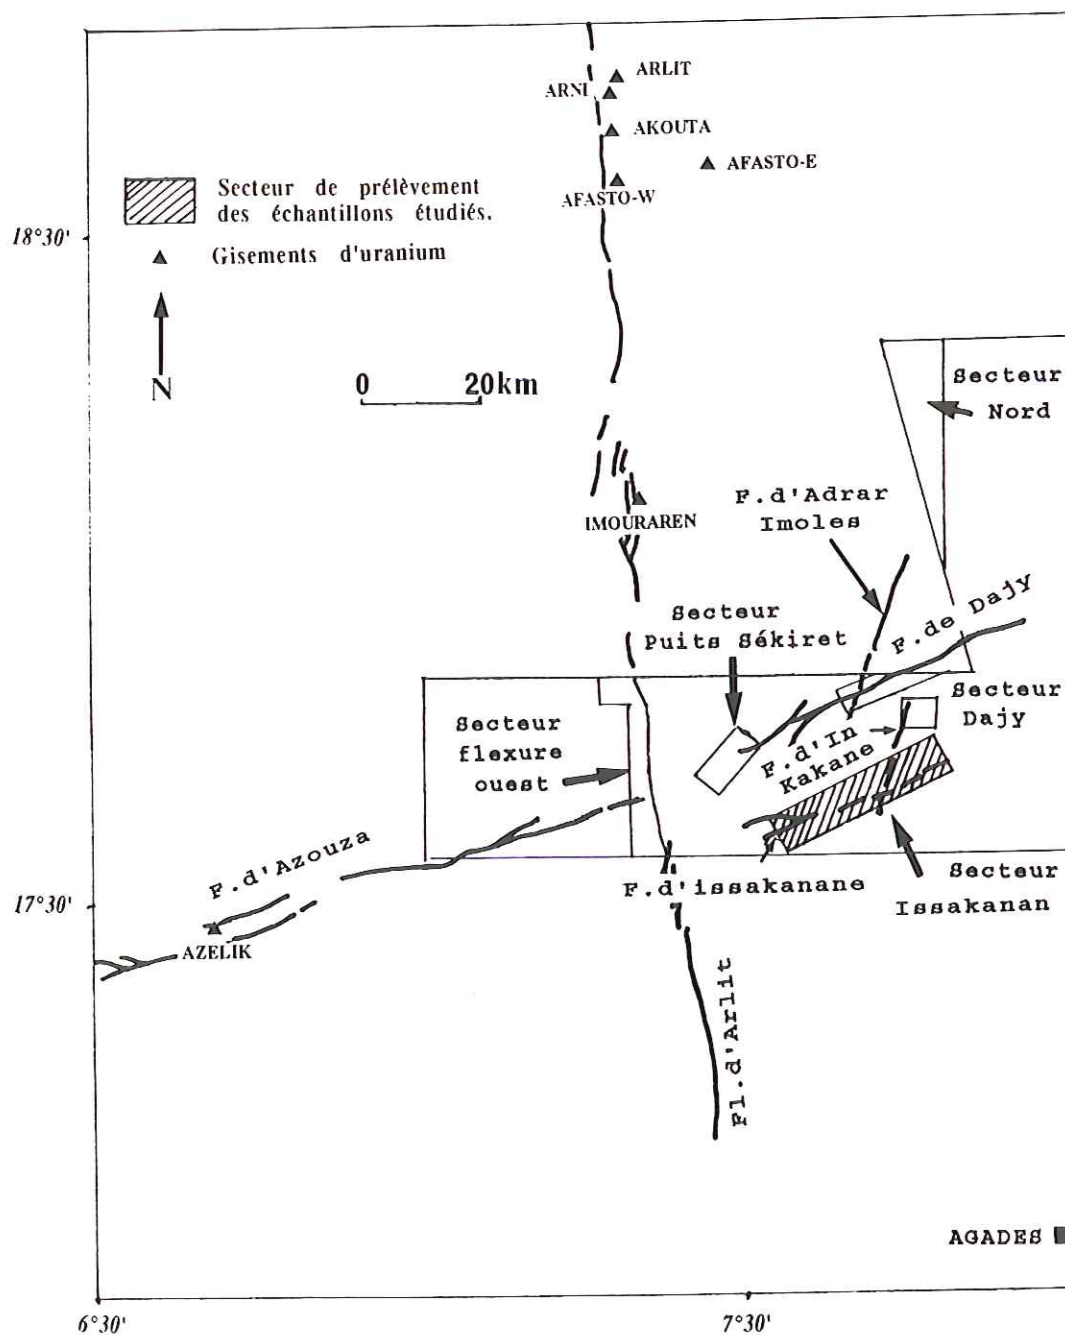 ARLIT
ARNI
AKOUTA
AFASTO-E
AFASTO-W
Secteur de prélèvement
des échantillons étudiés.
18°30'
Gisements d'uranium
N
0 20km
Secteur
Nord
F.d'Adrar
Imoles
IMOURAREN
Secteur
Puits Sékiret
F.de Dajy
Secteur
Dajy
Secteur
flexure
ouest
F.d'In
Kakane
F.d'Azouza
F.d'issakanane
Secteur
Issakanan
17°30'
AZELIK
Fl.d'Arlit
AGADES
6°30'
7°30'